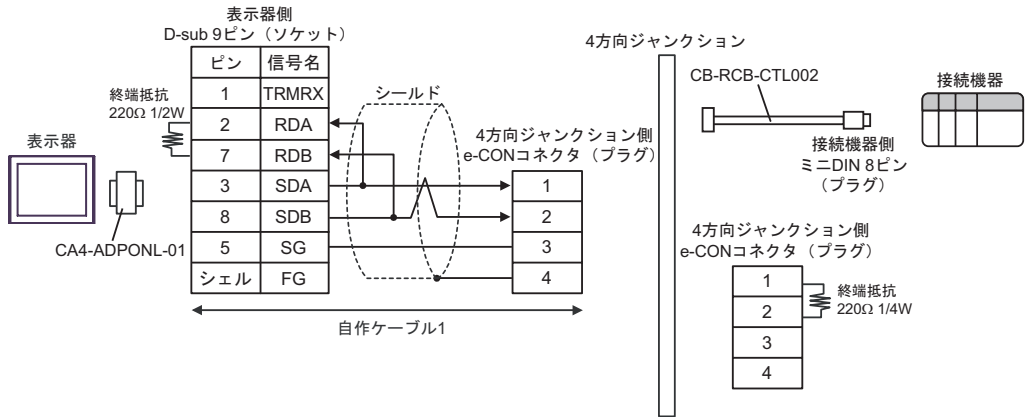 表示器側
D-sub 9ピン（ソケット）
ピン 信号名
1 TRMRX
2 RDA
7 RDB
3 SDA
8 SDB
5 SG
シェル FG
終端抵抗
220Ω 1/2W
表示器
CA4-ADPONL-01
シールド
4方向ジャンクション側
e-CONコネクタ（プラグ）
1
2
3
4
自作ケーブル1
4方向ジャンクション
CB-RCB-CTL002
接続機器
接続機器側
ミニDIN 8ピン
（プラグ）
4方向ジャンクション側
e-CONコネクタ（プラグ）
1
2
3
4
終端抵抗
220Ω 1/4W